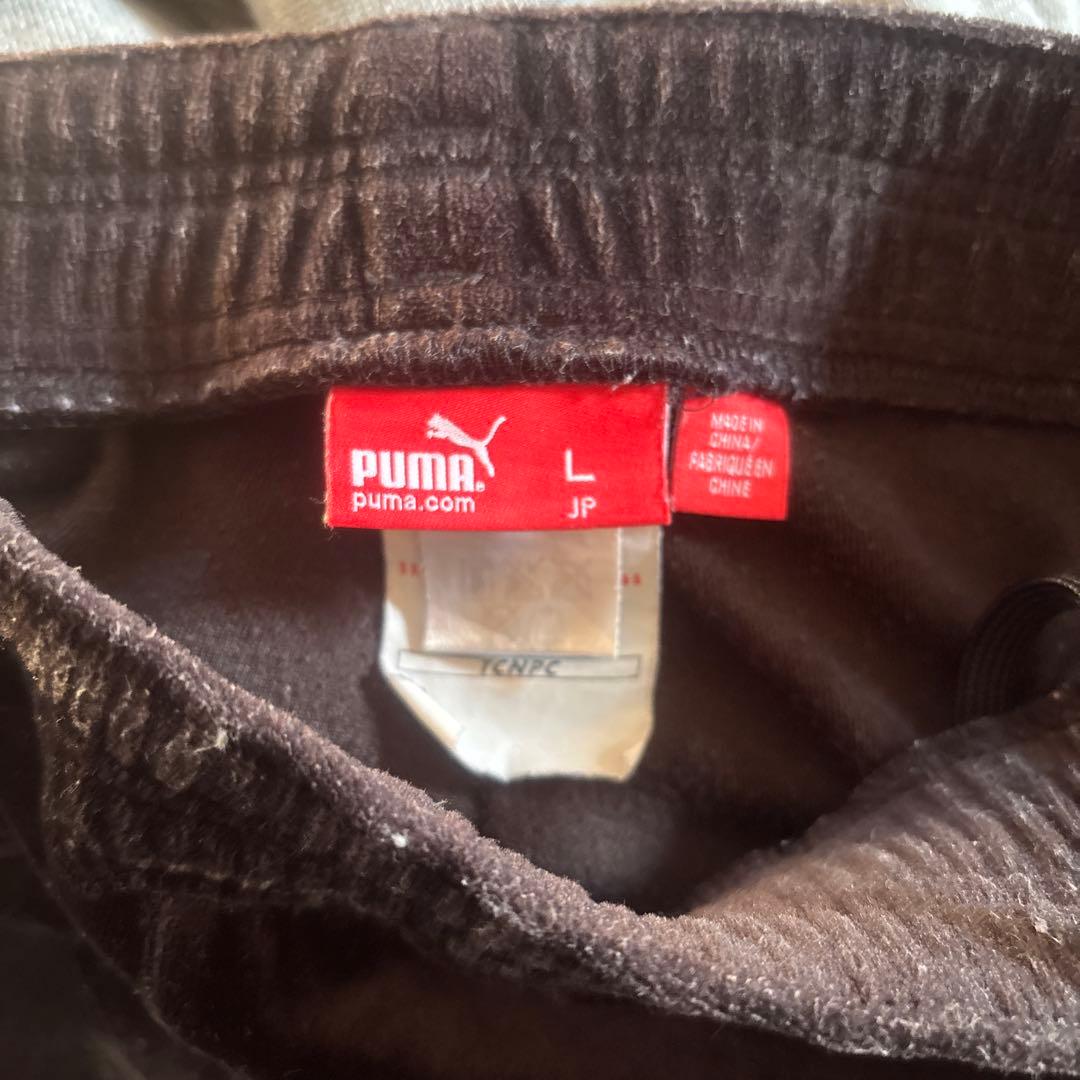 PUMA®
puma.com
L
JP
MADE IN
CHINA/
FABRIQUÉ EN
CHINE